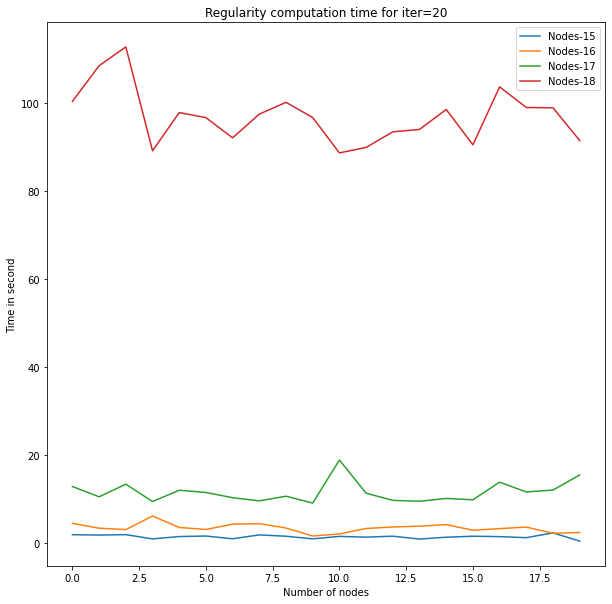 Regularity computation time for iter=20
Nodes-15
Nodes-16
Nodes-17
Nodes-18
100
80
60
40
20
0
Time in second
0.0 2.5 5.0 7.5 10.0 12.5 15.0 17.5
Number of nodes